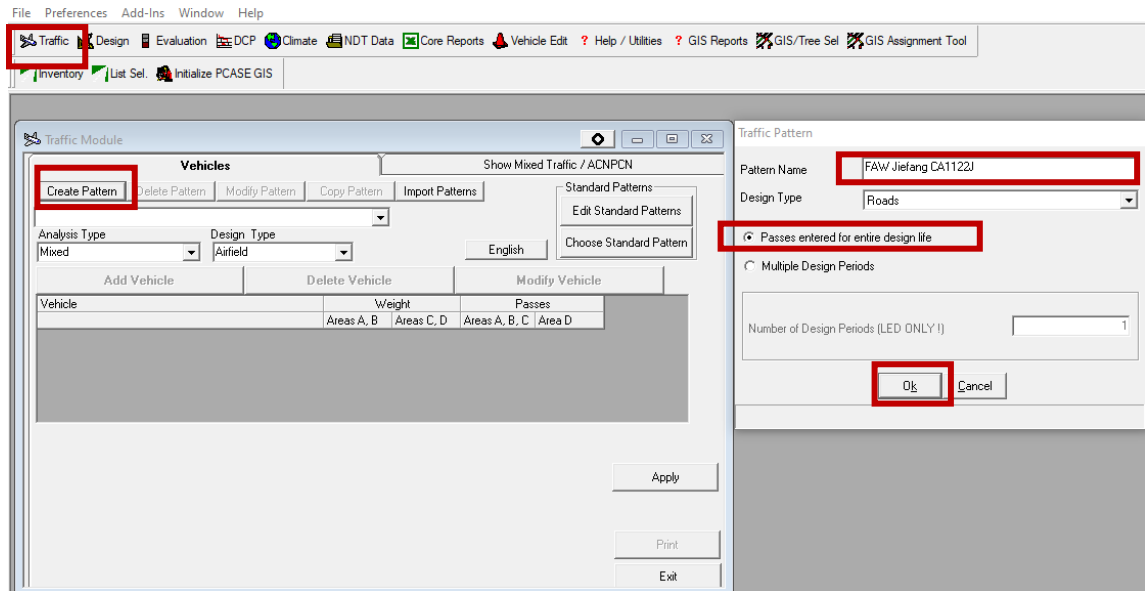 File Preferences Add-Ins Window Help
Traffic Design Evaluation DCP Climate NDT Data Core Reports Vehicle Edit ? Help / Utilities ? GIS Reports GIS/Tree Sel GIS Assignment Tool
Inventory List Sel. Initialize PCASE GIS
Traffic Module
Vehicles Show Mixed Traffic / ACNPCN
Create Pattern Delete Pattern Modify Pattern Copy Pattern Import Patterns
Standard Patterns
Edit Standard Patterns
Choose Standard Pattern
Analysis Type Design Type
Mixed Airfield English
Add Vehicle Delete Vehicle Modify Vehicle
Vehicle Weight Passes
Areas A, B Areas C, D Areas A, B, C Area D
Apply
Print
Exit
Traffic Pattern
Pattern Name FAW Jiefang CA1122J
Design Type Roads
Passes entered for entire design life
Multiple Design Periods
Number of Design Periods (LED ONLY !) 1
Ok Cancel